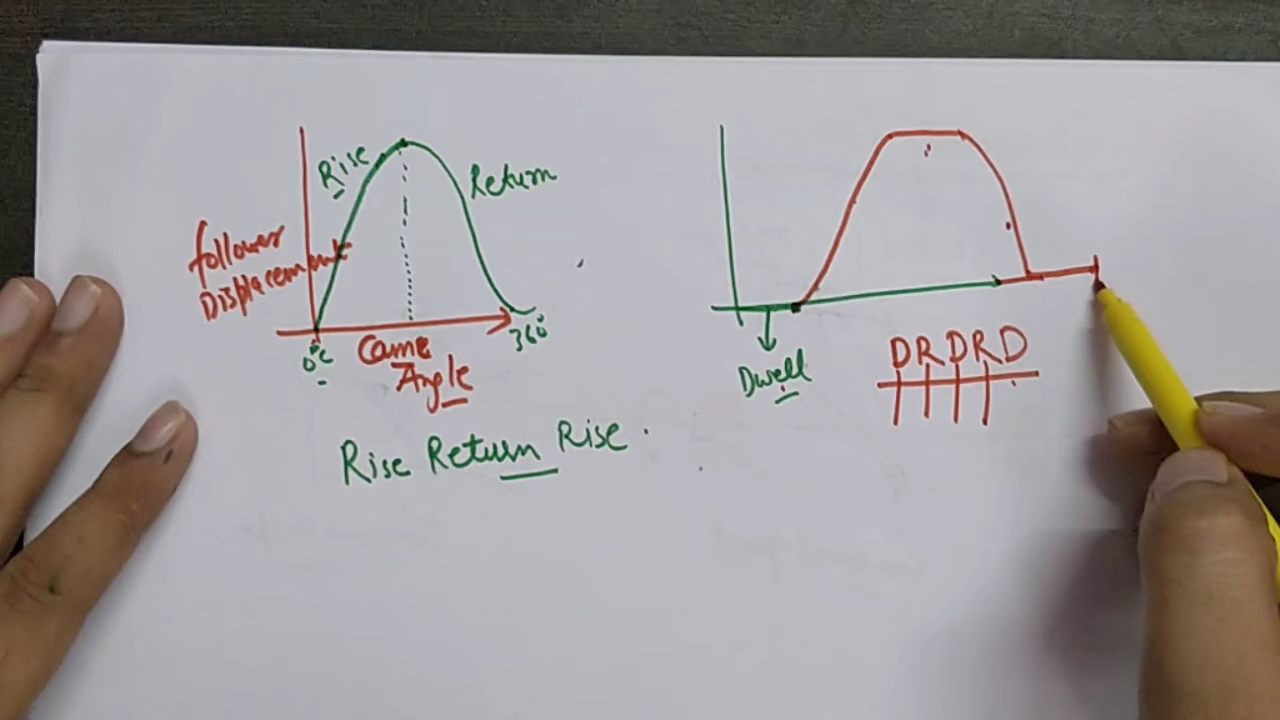 Rise
Return
follower
Displacement
0°c
Came
Angle
360°
Rise Return Rise.
Dwell
DRDRD